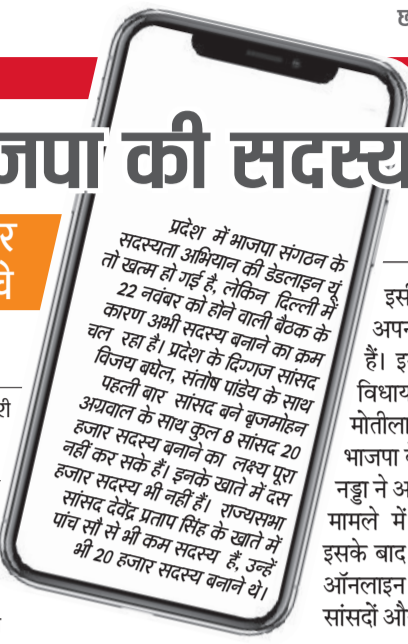 जपा की सदस्य
प्रदेश में भाजपा संगठन के
सदस्यता अभियान की डेडलाइन यूं
तो खत्म हो गई है, लेकिन दिल्ली में
22 नवंबर को होने वाली बैठक के
कारण अभी सदस्य बनाने का क्रम
चल रहा है। प्रदेश के दिग्गज सांसद
विजय बघेल, संतोष पांडेय के साथ
पहली बार सांसद बने बृजमोहन
अग्रवाल के साथ कुल 8 सांसद 20
हजार सदस्य बनाने का लक्ष्य पूरा
नहीं कर सके हैं। इनके खाते में दस
हजार सदस्य भी नहीं हैं। राज्यसभा
सांसद देवेंद्र प्रताप सिंह के खाते में
पांच सौ से भी कम सदस्य हैं, उन्हें
भी 20 हजार सदस्य बनाने थे।
इसी
अपन
हैं। इ
विधाय
मोतीला
भाजपा
नड्डा ने अ
मामले में
इसके बाद
ऑनलाइन
सांसदों औ